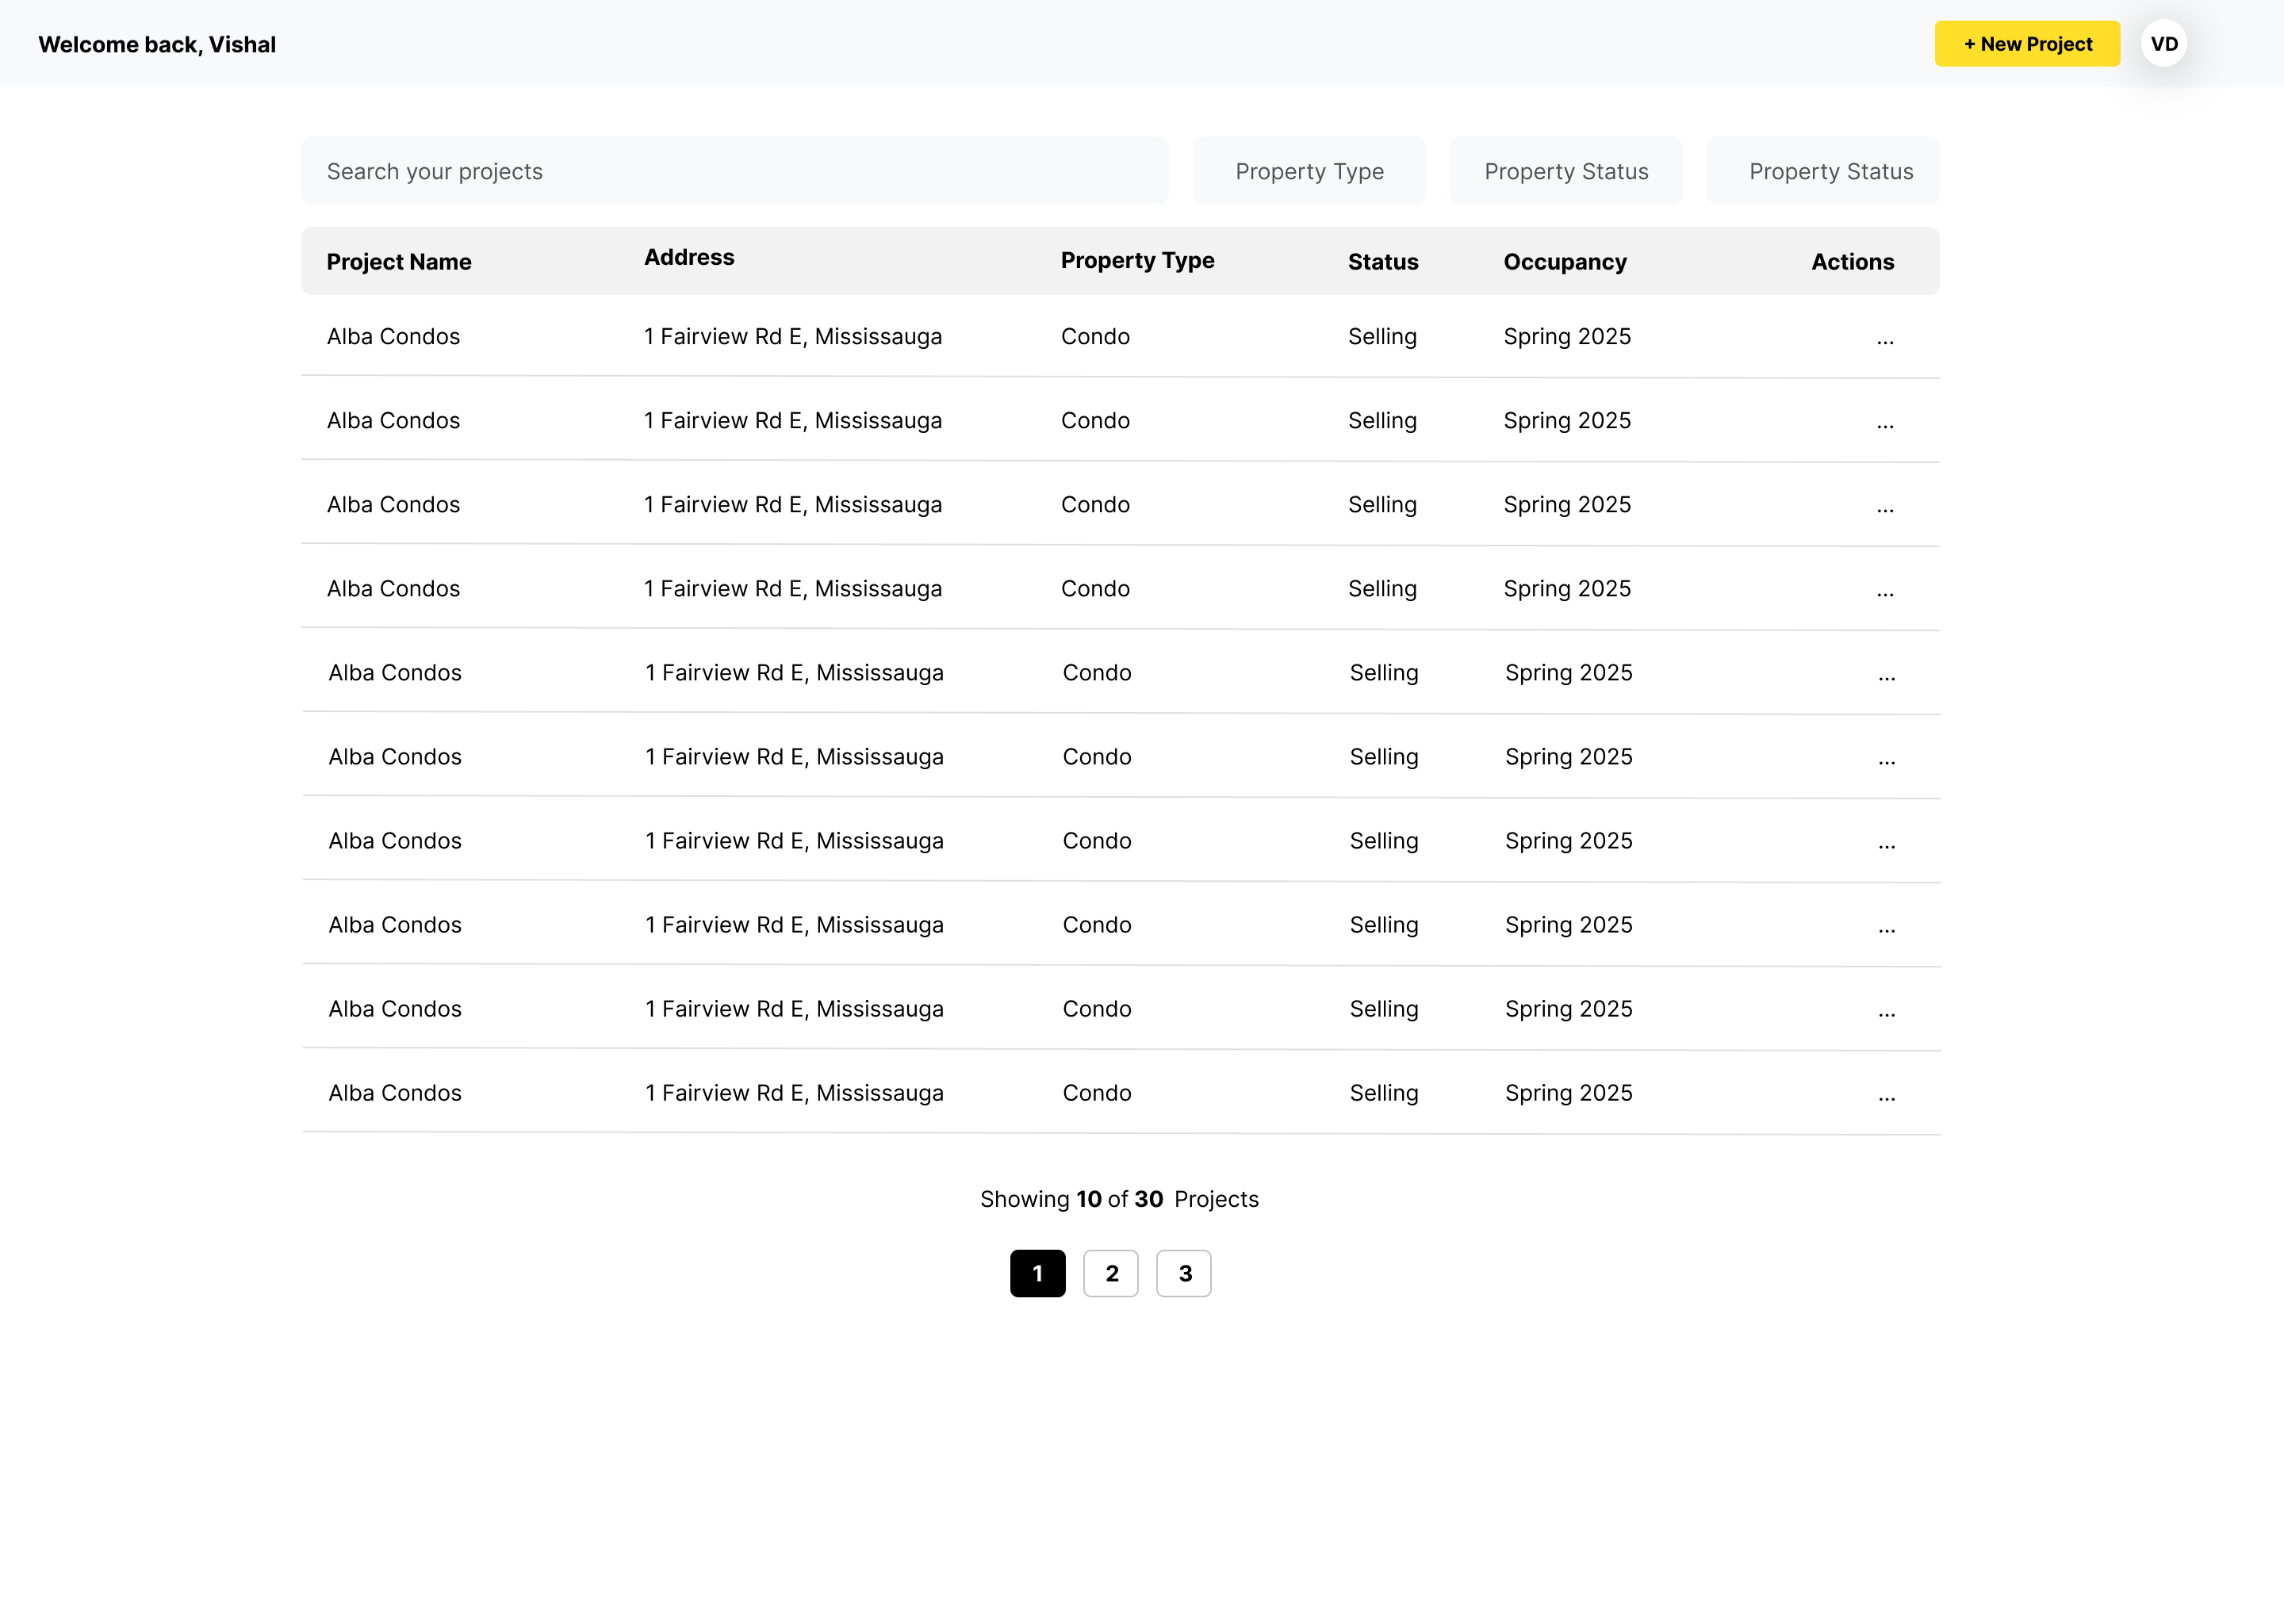 Welcome back, Vishal + New Project VD
Search your projects Property Type Property Status Property Status
Project Name Address Property Type Status Occupancy Actions
Alba Condos 1 Fairview Rd E, Mississauga Condo Selling Spring 2025 ...
Alba Condos 1 Fairview Rd E, Mississauga Condo Selling Spring 2025 ...
Alba Condos 1 Fairview Rd E, Mississauga Condo Selling Spring 2025 ...
Alba Condos 1 Fairview Rd E, Mississauga Condo Selling Spring 2025 ...
Alba Condos 1 Fairview Rd E, Mississauga Condo Selling Spring 2025 ...
Alba Condos 1 Fairview Rd E, Mississauga Condo Selling Spring 2025 ...
Alba Condos 1 Fairview Rd E, Mississauga Condo Selling Spring 2025 ...
Alba Condos 1 Fairview Rd E, Mississauga Condo Selling Spring 2025 ...
Alba Condos 1 Fairview Rd E, Mississauga Condo Selling Spring 2025 ...
Alba Condos 1 Fairview Rd E, Mississauga Condo Selling Spring 2025 ...
Showing 10 of 30 Projects
1 2 3